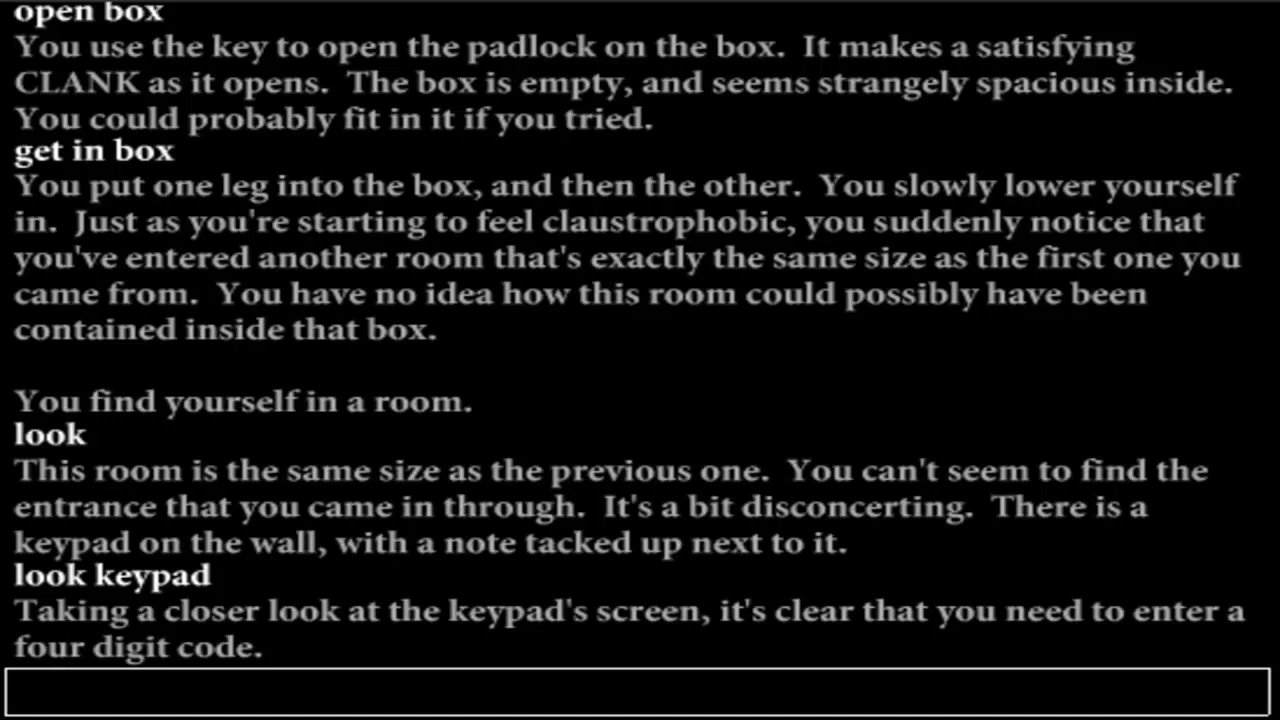 open box
You use the key to open the padlock on the box.  It makes a satisfying
CLANK as it opens.  The box is empty, and seems strangely spacious inside.
You could probably fit in it if you tried.
get in box
You put one leg into the box, and then the other.  You slowly lower yourself
in.  Just as you're starting to feel claustrophobic, you suddenly notice that
you've entered another room that's exactly the same size as the first one you
came from.  You have no idea how this room could possibly have been
contained inside that box.
You find yourself in a room.
look
This room is the same size as the previous one.  You can't seem to find the
entrance that you came in through.  It's a bit disconcerting.  There is a
keypad on the wall, with a note tacked up next to it.
look keypad
Taking a closer look at the keypad's screen, it's clear that you need to enter a
four digit code.